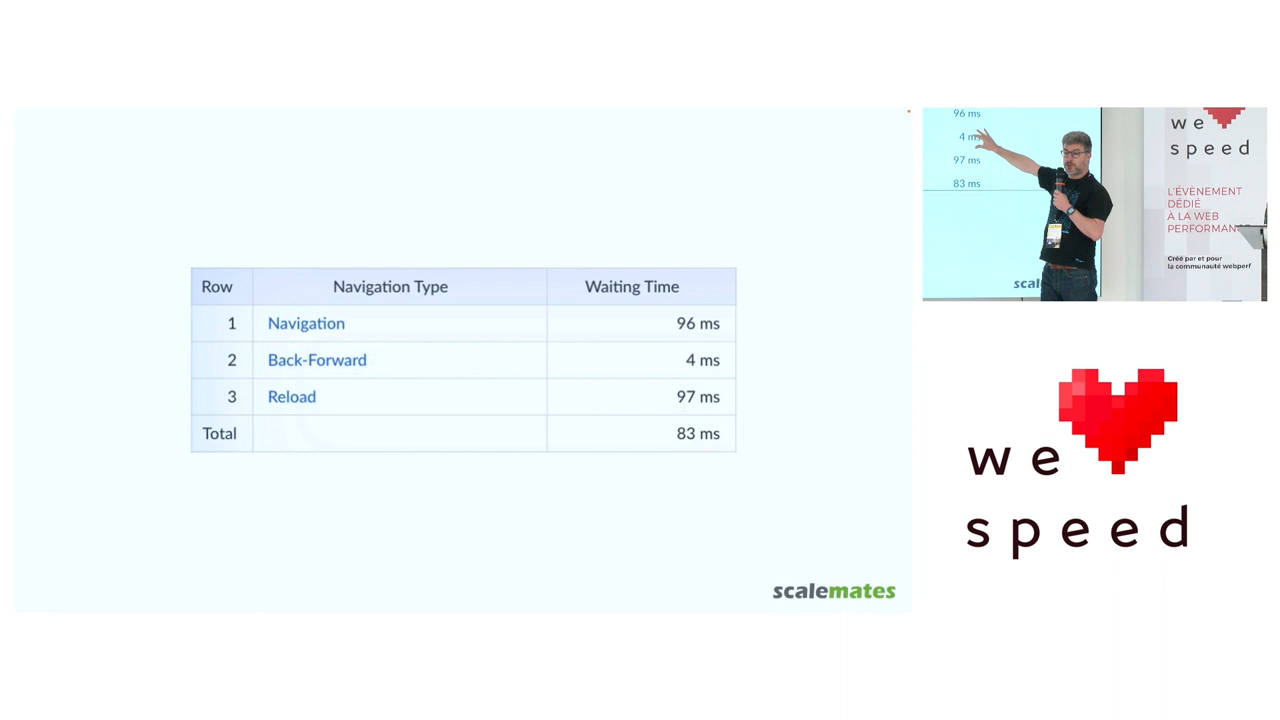 Row Navigation Type Waiting Time
1 Navigation 96 ms
2 Back-Forward 4 ms
3 Reload 97 ms
Total 83 ms
scalemates
96 ms
4 ms
97 ms
83 ms
scal
we
speed
L'ÉVÈNEMENT
DÉDIÉ
À LA WEB
PERFORMAN
Créé par et pour
la communauté webperf
we
speed